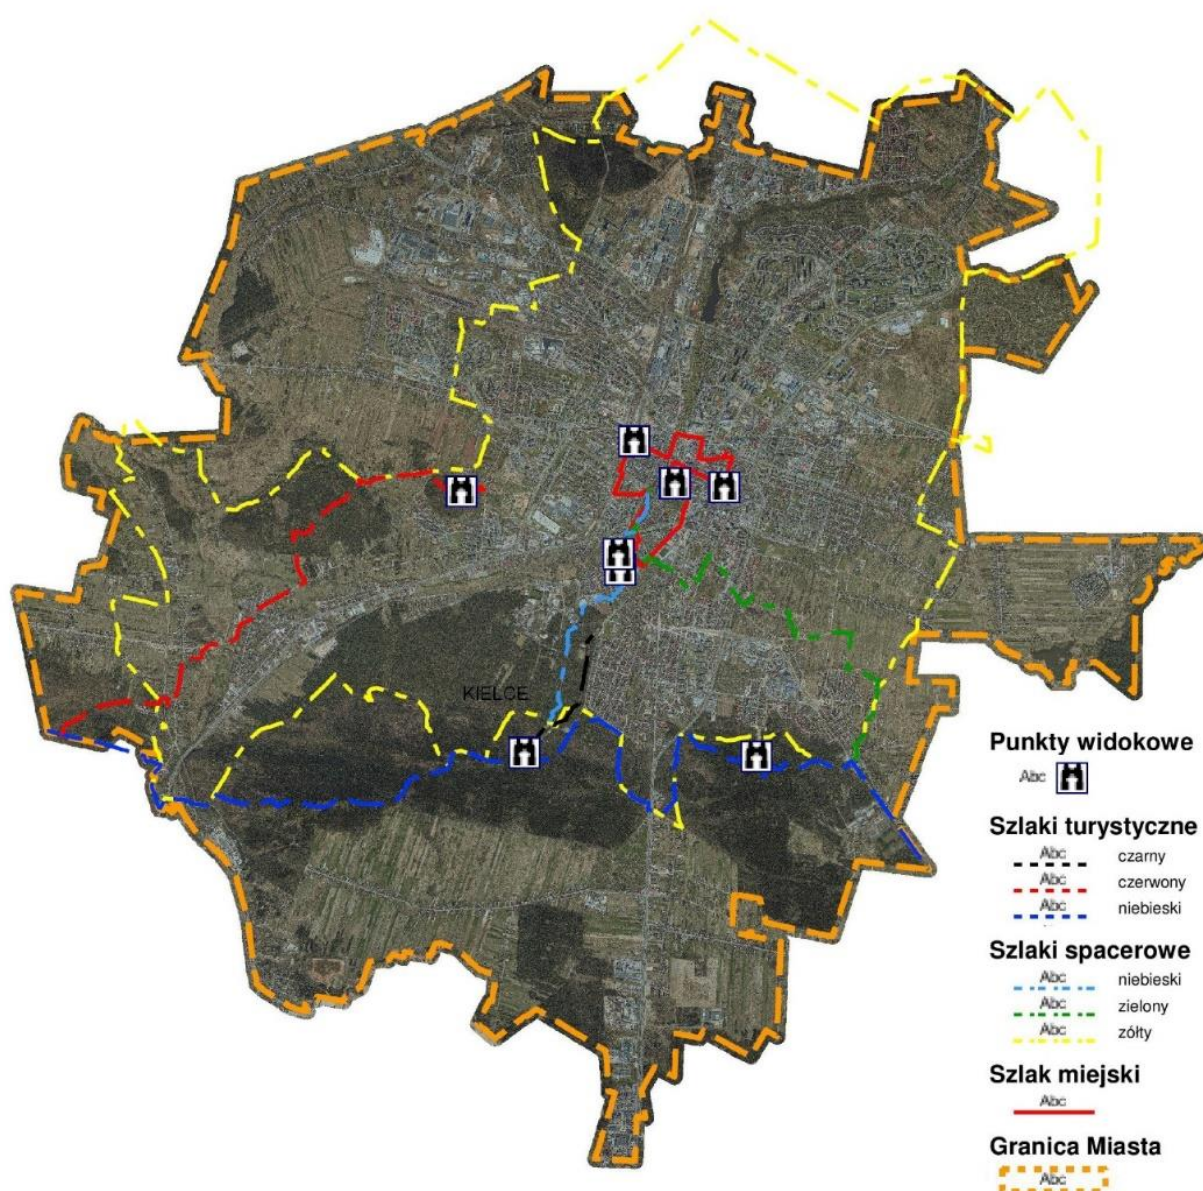 KIELCE
Punkty widokowe
Abc
Szlaki turystyczne
Abc czarny
Abc czerwony
Abc niebieski
Szlaki spacerowe
Abc niebieski
Abc zielony
Abc zółty
Szlak miejski
Abc
Granica Miasta
Abc